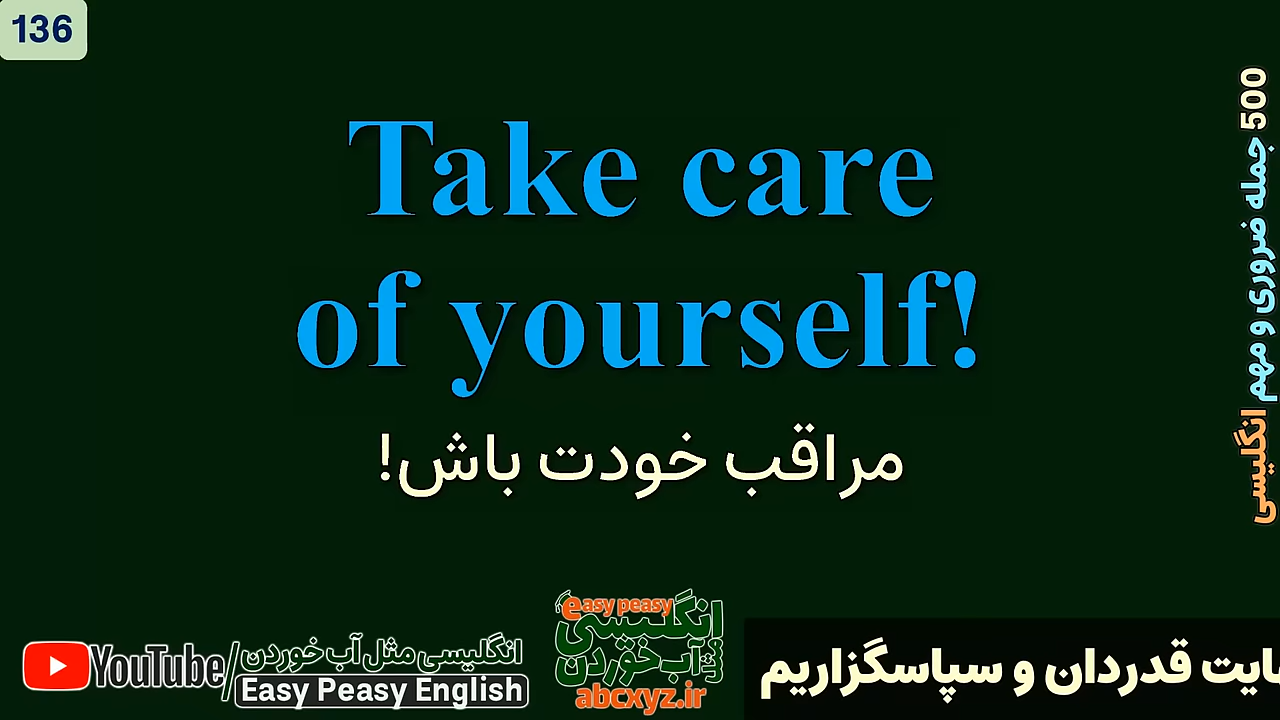 136
Take care
of yourself!
مراقب خودت باش!
500 جمله ضروری و مهم انگلیسی
YouTube/انگلیسی مثل آب خوردن
Easy Peasy English
easy peasy
انگلیسی
مثل آب خوردن
abcxyz.ir
قدردان و سپاسگزاریم